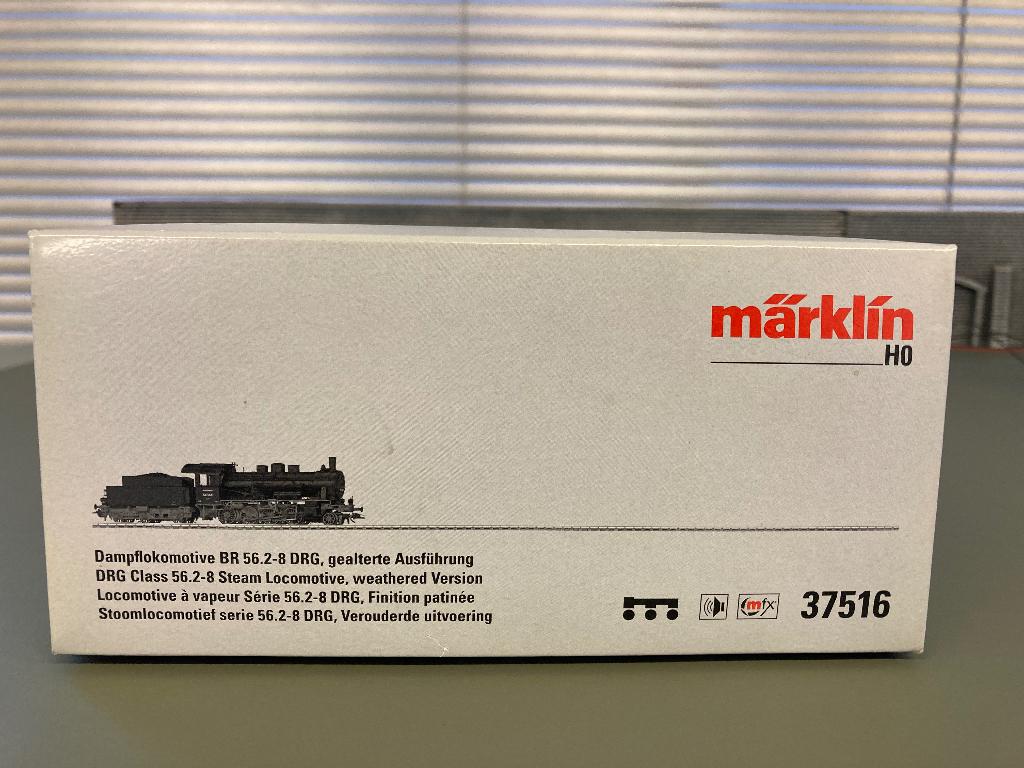 märklin
H0
Dampflokomotive BR 56.2-8 DRG, gealterte Ausführung
DRG Class 56.2-8 Steam Locomotive, weathered Version
Locomotive à vapeur Série 56.2-8 DRG, Finition patinée
Stoomlocomotief serie 56.2-8 DRG, Verouderde uitvoering
mfx
37516